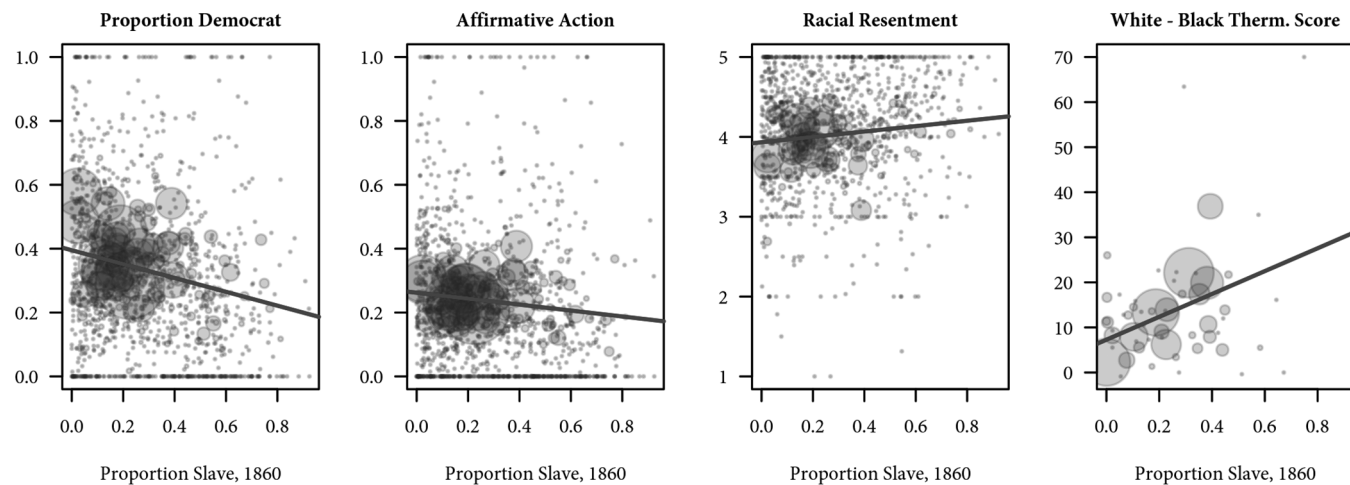 Proportion Democrat
1.0
0.8
0.6
0.4
0.2
0.0
0.0 0.2 0.4 0.6 0.8
Proportion Slave, 1860
Affirmative Action
1.0
0.8
0.6
0.4
0.2
0.0
0.0 0.2 0.4 0.6 0.8
Proportion Slave, 1860
Racial Resentment
5
4
3
2
1
0.0 0.2 0.4 0.6 0.8
Proportion Slave, 1860
White - Black Therm. Score
70
60
50
40
30
20
10
0
0.0 0.2 0.4 0.6 0.8
Proportion Slave, 1860